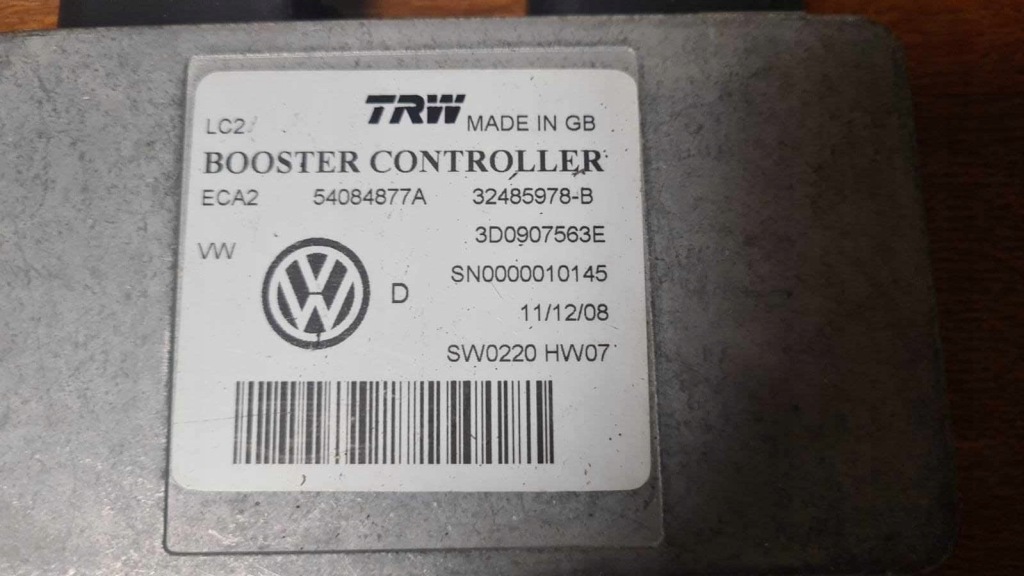 TRW
LC2 MADE IN GB
BOOSTER CONTROLLER
ECA2 54084877A 32485978-B
3D0907563E
VW
SN0000010145
D
11/12/08
SW0220 HW07